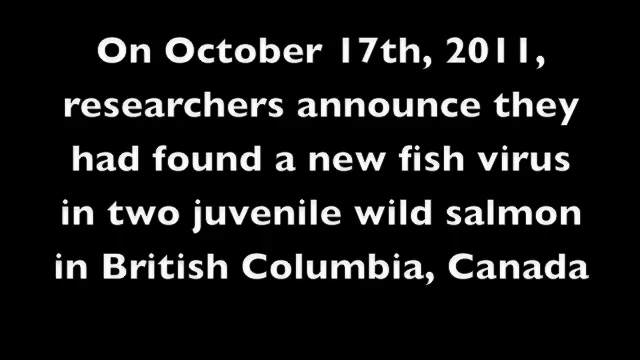 On October 17th, 2011,
researchers announce they
had found a new fish virus
in two juvenile wild salmon
in British Columbia, Canada